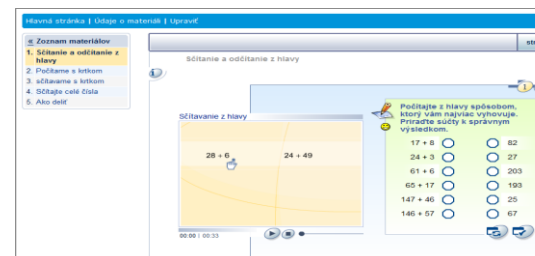 Hlavná stránka | Údaje o materiáli | Upraviť
« Zoznam materiálov
1. Sčítanie a odčítanie z hlavy
2. Počítame s krtkom
3. sčítavame s krtkom
4. Sčítajte celé čísla
5. Ako deliť
str
Sčítanie a odčítanie z hlavy
1
Sčítavanie z hlavy
28 + 6
24 + 49
00:00 | 00:33
Počítajte z hlavy spôsobom,
ktorý vám najviac vyhovuje.
Priraďte súčty k správnym
výsledkom.
17 + 8 82
24 + 3 27
61 + 6 203
65 + 17 193
147 + 46 25
146 + 57 67